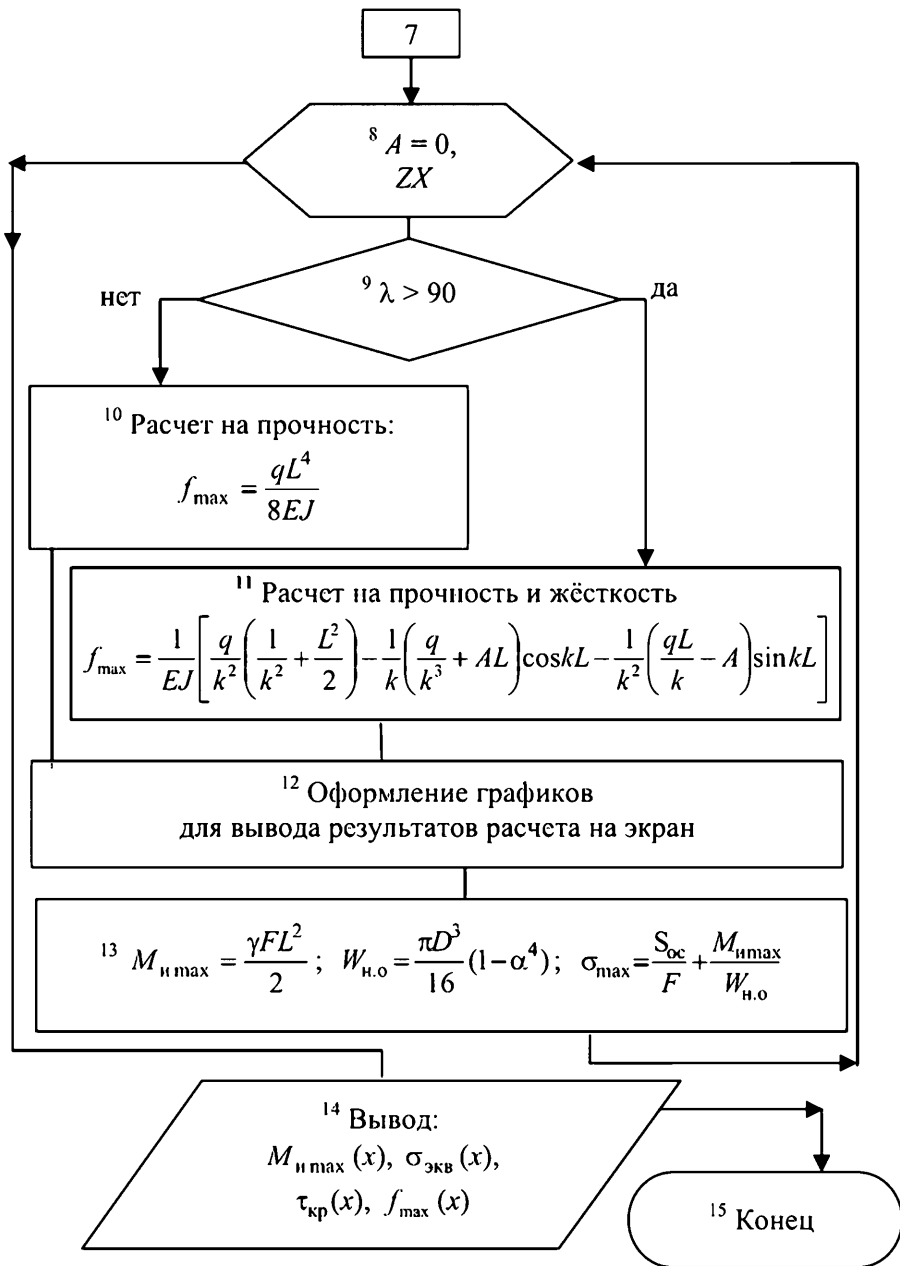 7
8 A = 0,
ZX
9 λ > 90
нет
да
10 Расчет на прочность:
f_max = qL^4 / 8EJ
11 Расчет на прочность и жёсткость
f_max = 1/EJ [ q/k^2 ( 1/k^2 + L^2/2 ) − 1/k ( q/k^3 + AL ) cos kL − 1/k^2 ( qL/k − A ) sin kL ]
12 Оформление графиков
для вывода результатов расчета на экран
13 M_и max = γFL^2 / 2 ; W_н.о = πD^3 / 16 (1−α^4) ; σ_max = S_ос / F + M_и max / W_н.о
14 Вывод:
M_и max (x), σ_экв (x),
τ_кр (x), f_max (x)
15 Конец